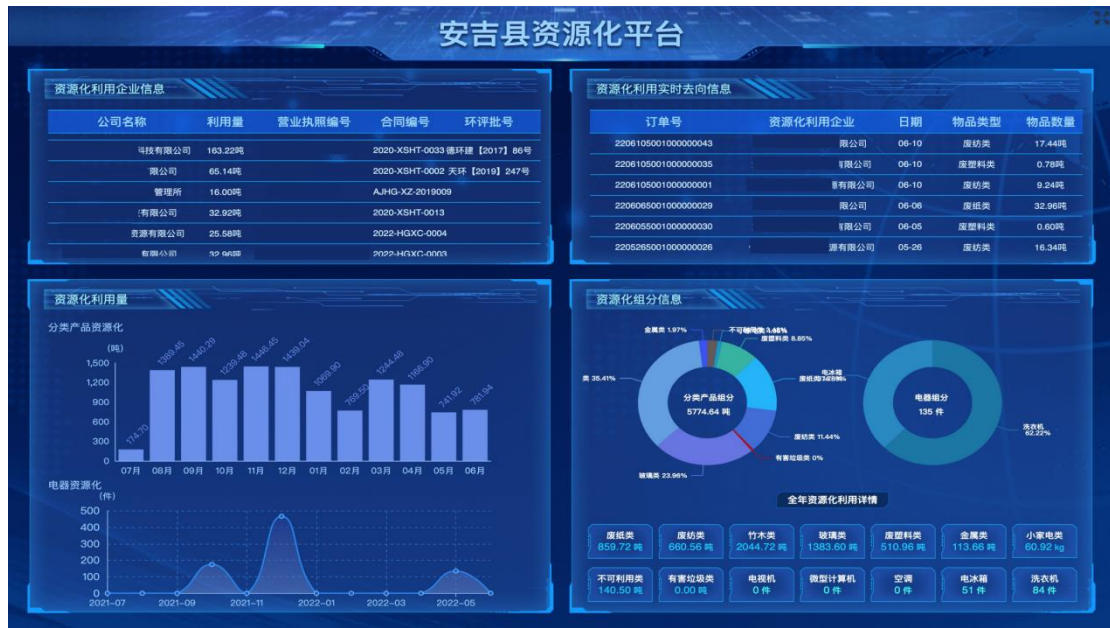 安吉县资源化平台
资源化利用企业信息
公司名称 利用量 营业执照编号 合同编号 环评批号
科技有限公司 163.22吨 2020-XSHT-0033 德环建【2017】86号
限公司 65.14吨 2020-XSHT-0002 天环【2019】247号
管理所 16.00吨 AJHG-XZ-2019009
有限公司 32.92吨 2020-XSHT-0013
资源有限公司 25.58吨 2022-HGXC-0004
有限公司 32.96吨 2022-HGXC-0003
资源化利用实时去向信息
订单号 资源化利用企业 日期 物品类型 物品数量
2206105001000000043 限公司 06-10 废纺类 17.44吨
2206105001000000035 有限公司 06-10 废塑料类 0.78吨
2206105001000000001 有限公司 06-10 废纺类 9.24吨
2206065001000000029 限公司 06-06 废纸类 32.96吨
2206055001000000030 有限公司 06-05 废塑料类 0.60吨
2205265001000000026 源有限公司 05-26 废纺类 16.34吨
资源化利用量
分类产品资源化
(吨)
1,500
1,200
900
600
300
0
174.70 1389.45 1440.29 1239.48 1446.45 1439.04 1069.90 769.50 1244.48 1166.90 741.92 781.94
07月 08月 09月 10月 11月 12月 01月 02月 03月 04月 05月 06月
电器资源化
(件)
500
400
300
200
100
0
2021-07 2021-09 2021-11 2022-01 2022-03 2022-05
资源化组分信息
金属类 1.97%
废塑料类 8.85%
类 35.41%
废纺类 11.44%
有害垃圾类 0%
玻璃类 23.96%
分类产品组分
5774.64 吨
电冰箱
电器组分
135 件
洗衣机
62.22%
全年资源化利用详情
废纸类 废纺类 竹木类 玻璃类 废塑料类 金属类 小家电类
859.72 吨 660.56 吨 2044.72 吨 1383.60 吨 510.96 吨 113.66 吨 60.92 kg
不可利用类 有害垃圾类 电视机 微型计算机 空调 电冰箱 洗衣机
140.50 吨 0.00 吨 0 件 0 件 0 件 51 件 84 件